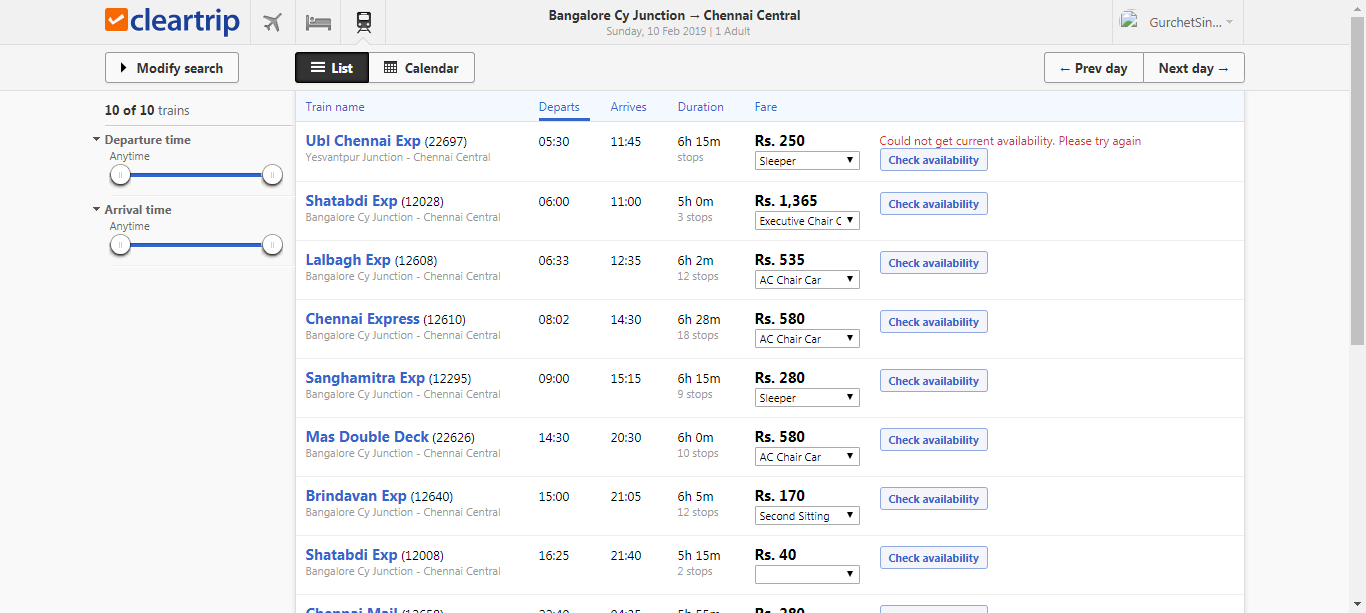 cleartrip
Bangalore Cy Junction → Chennai Central
Sunday, 10 Feb 2019 | 1 Adult
GurchetSin...
Modify search
List
Calendar
← Prev day
Next day →
10 of 10 trains
Departure time
Anytime
Arrival time
Anytime
Train name Departs Arrives Duration Fare
Ubl Chennai Exp (22697) 05:30 11:45 6h 15m Rs. 250 Could not get current availability. Please try again
Yesvantpur Junction - Chennai Central stops Sleeper Check availability
Shatabdi Exp (12028) 06:00 11:00 5h 0m Rs. 1,365 Check availability
Bangalore Cy Junction - Chennai Central 3 stops Executive Chair C
Lalbagh Exp (12608) 06:33 12:35 6h 2m Rs. 535 Check availability
Bangalore Cy Junction - Chennai Central 12 stops AC Chair Car
Chennai Express (12610) 08:02 14:30 6h 28m Rs. 580 Check availability
Bangalore Cy Junction - Chennai Central 18 stops AC Chair Car
Sanghamitra Exp (12295) 09:00 15:15 6h 15m Rs. 280 Check availability
Bangalore Cy Junction - Chennai Central 9 stops Sleeper
Mas Double Deck (22626) 14:30 20:30 6h 0m Rs. 580 Check availability
Bangalore Cy Junction - Chennai Central 10 stops AC Chair Car
Brindavan Exp (12640) 15:00 21:05 6h 5m Rs. 170 Check availability
Bangalore Cy Junction - Chennai Central 12 stops Second Sitting
Shatabdi Exp (12008) 16:25 21:40 5h 15m Rs. 40 Check availability
Bangalore Cy Junction - Chennai Central 2 stops
Chennai Mail